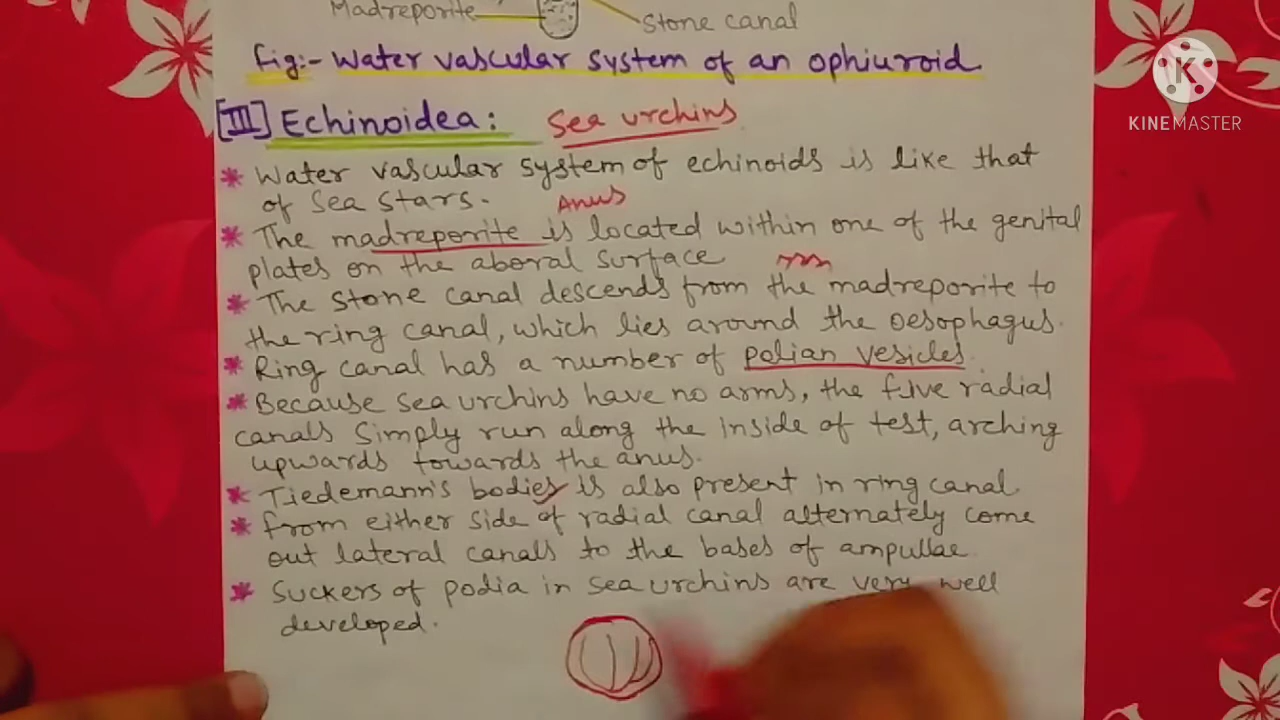 Madreporite
Stone canal
Fig:- Water vascular system of an ophiuroid
K
KINEMASTER
[III] Echinoidea: Sea urchins
* Water vascular system of echinoids is like that
of Sea stars.
Anus
* The madreporite is located within one of the genital
plates on the aboral surface
* The stone canal descends from the madreporite to
the ring canal, which lies around the oesophagus.
* Ring canal has a number of polian vesicles.
* Because sea urchins have no arms, the five radial
canals simply run along the inside of test, arching
upwards towards the anus.
* Tiedemann's bodies is also present in ring canal.
* From either side of radial canal alternately come
out lateral canals to the bases of ampullae.
* Suckers of podia in sea urchins are very well
developed.